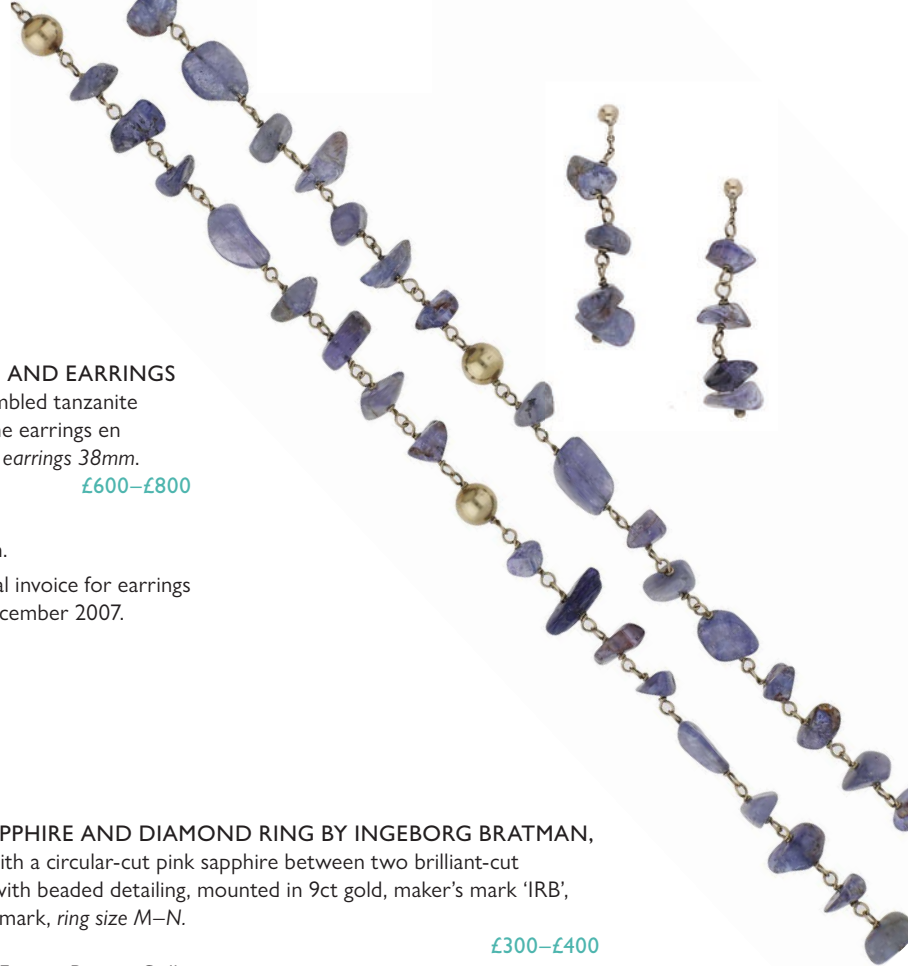 AND EARRINGS
mbled tanzanite
e earrings en
earrings 38mm.
£600–£800
n.
al invoice for earrings
cember 2007.
PPHIRE AND DIAMOND RING BY INGEBORG BRATMAN,
ith a circular-cut pink sapphire between two brilliant-cut
with beaded detailing, mounted in 9ct gold, maker's mark ‘IRB’,
mark, ring size M–N.
£300–£400